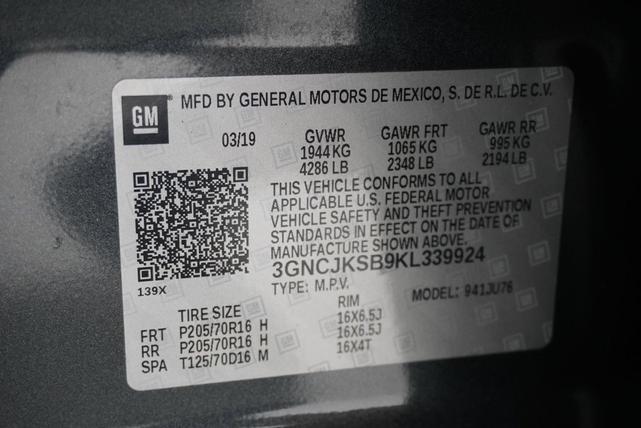 GM
MFD BY GENERAL MOTORS DE MEXICO, S. DE R.L. DE C.V.
03/19 GVWR GAWR FRT GAWR RR
1944 KG 1065 KG 995 KG
4286 LB 2348 LB 2194 LB
THIS VEHICLE CONFORMS TO ALL
APPLICABLE U.S. FEDERAL MOTOR
VEHICLE SAFETY AND THEFT PREVENTION
STANDARDS IN EFFECT ON THE DATE OF
MANUFACTURE SHOWN ABOVE.
3GNCJKSB9KL339924
139X
TYPE: M.P.V. MODEL: 941JU76
TIRE SIZE RIM
FRT P205/70R16 H 16X6.5J
RR P205/70R16 H 16X6.5J
SPA T125/70D16 M 16X4T